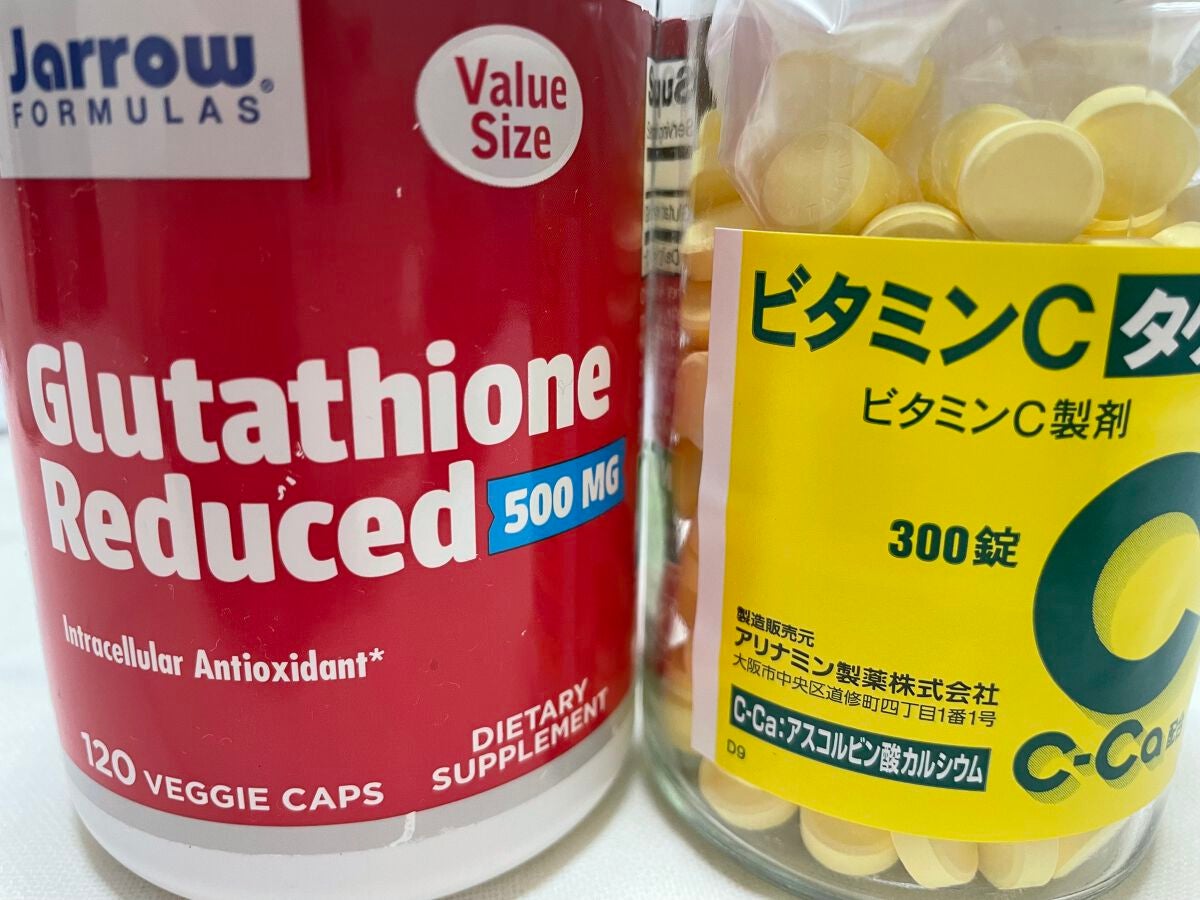 Jarrow
FORMULAS®
Value
Size
Glutathione
Reduced
500 MG
Intracellular Antioxidant*
120 VEGGIE CAPS
DIETARY
SUPPLEMENT
ビタミンC
ビタミンC製剤
300錠
C
製造販売元
アリナミン製薬株式会社
大阪市中央区道修町四丁目1番1号
C-Ca:アスコルビン酸カルシウム
C-Ca
D9